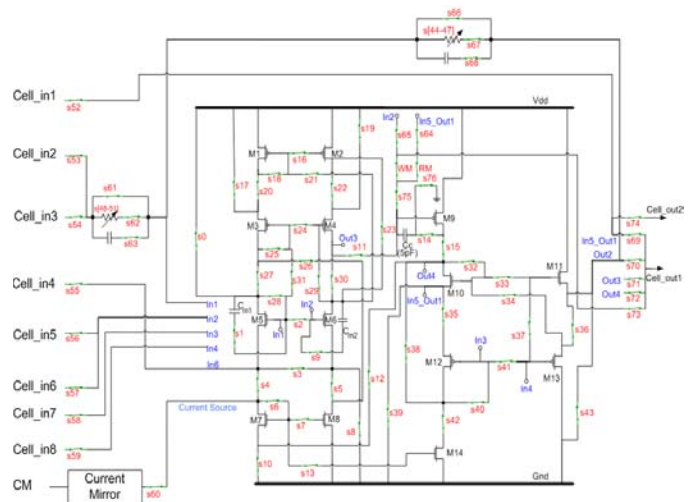 s66
s[44-47]
s67
s68
Cell_in1
s52
Vdd
Cell_in2
s53
s61
s[48-51]
s62
s63
Cell_in3
s54
s0
s17
M1
s16
M2
s18
s21
s20
s22
s19
In2
In5_Out1
s65
s64
WM
RM
s76
s75
M9
s23
M3
s24
M4
Out3
s11
Cc
(5pF)
s14
s15
s74
Cell_out2
In5_Out1
s69
Out2
s70
Cell_out1
Out3
s71
Out4
s72
s73
s25
s26
s27
s31
s29
s30
s28
Out4
M10
In5_Out1
s32
s33
s34
M11
Cell_in4
s55
In1
In2
In3
In4
In6
C
in1
M5
s2
In2
M6
C
in2
s1
In1
s9
s35
s37
s36
Cell_in5
s56
Cell_in6
s57
Cell_in7
s58
Cell_in8
s59
s12
s38
M12
In3
s41
In4
M13
s4
s3
s5
s6
s39
s40
s42
s43
Current Source
M7
s7
M8
s8
s10
s13
M14
CM
Current
Mirror
s60
Gnd